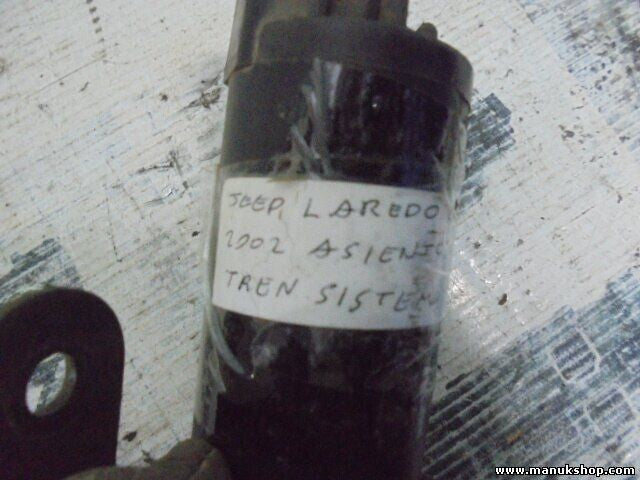 JEEP, LAREDO
2002 ASIENTO
TREN SISTEM
www.manukshop.com